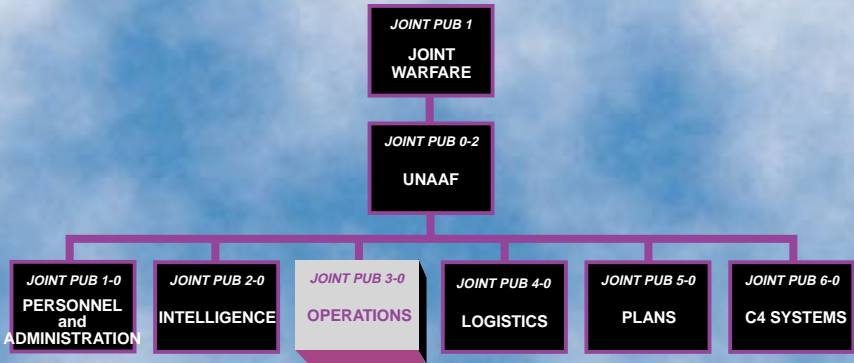 JOINT PUB 1
JOINT
WARFARE
JOINT PUB 0-2
UNAAF
JOINT PUB 1-0
PERSONNEL
and
ADMINISTRATION
JOINT PUB 2-0
INTELLIGENCE
JOINT PUB 3-0
OPERATIONS
JOINT PUB 4-0
LOGISTICS
JOINT PUB 5-0
PLANS
JOINT PUB 6-0
C4 SYSTEMS